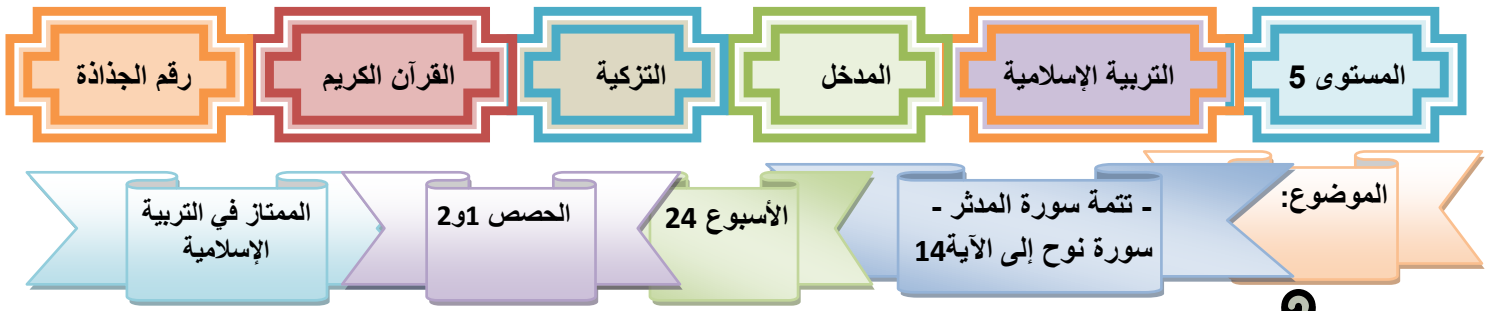 المستوى 5
التربية الإسلامية
المدخل
التزكية
القرآن الكريم
رقم الجذاذة
الموضوع:
- تتمة سورة المدثر -
سورة نوح إلى الآية14
الأسبوع 24
الحصص 1و2
الممتاز في التربية
الإسلامية